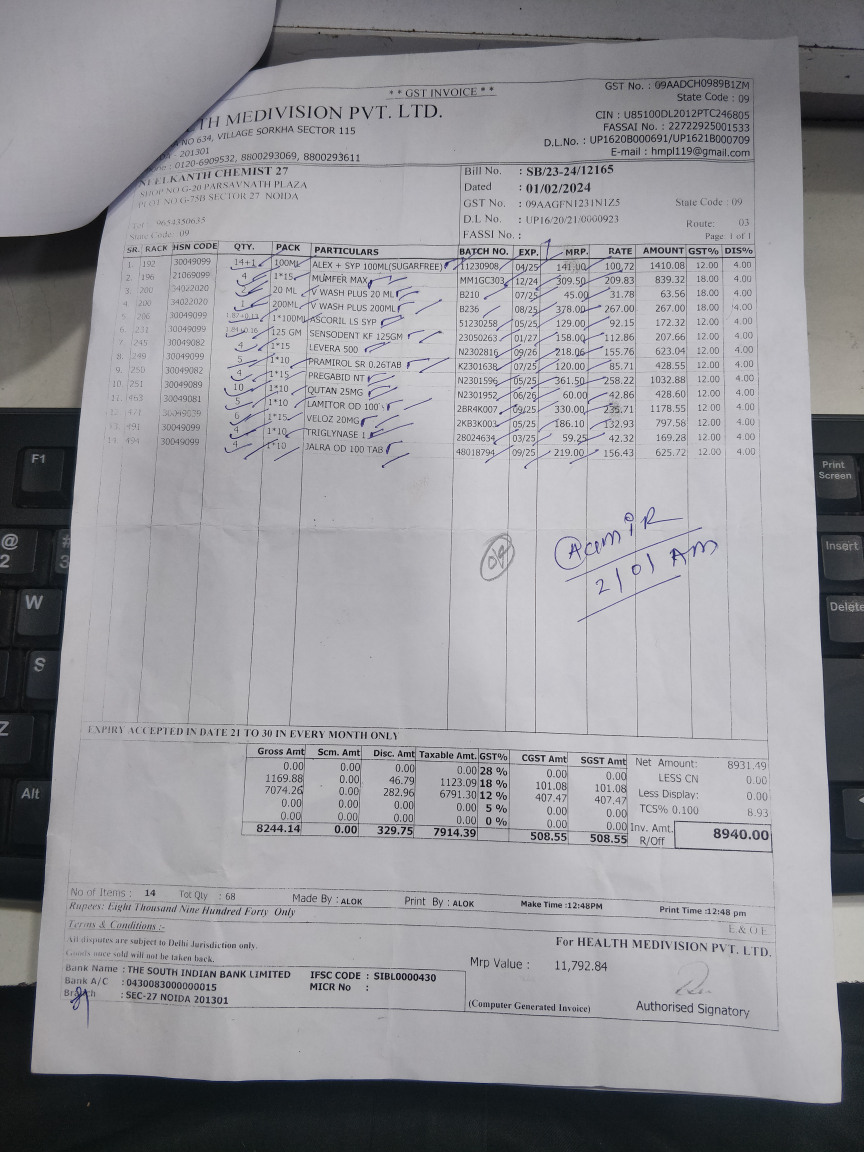 * * GST INVOICE * *
GST No. : 09AADCH0989B1ZM
State Code : 09
TH MEDIVISION PVT. LTD.
CIN : U85100DL2012PTC246805
NO 634, VILLAGE SORKHA SECTOR 115
FASSAI No. : 22722925001533
- 201301
D.L.No. : UP1620B000691/UP1621B000709
: 0120-6909532, 8800293069, 8800293611
E-mail : hmpl119@gmail.com
NEELKANTH CHEMIST 27
Bill No. : SB/23-24/12165
SHOP NO G-20 PARSAVNATH PLAZA
Dated : 01/02/2024
PLOT NO G-75B SECTOR 27 NOIDA
GST No. : 09AAGFN1231N1Z5 State Code : 09
Tel 9654350635
D.L No. : UP16/20/21/0000923 Route: 03
State Code: 09
FASSI No. : Page: 1 of 1
SR. RACK HSN CODE QTY. PACK PARTICULARS BATCH NO. EXP. MRP. RATE AMOUNT GST% DIS%
1. 192 30049099 14+1 100ML ALEX + SYP 100ML(SUGARFREE) 11230908 04/25 141.00 100.72 1410.08 12.00 4.00
2. 198 21069099 4 1*15 MUMFER MAX MM1GC303 12/24 309.50 209.83 839.32 18.00 4.00
3. 200 34022020 2 20 ML V WASH PLUS 20 ML B210 07/25 45.00 31.78 63.56 18.00 4.00
4. 200 34022020 1 200ML V WASH PLUS 200ML B236 08/25 378.00 267.00 267.00 18.00 4.00
5. 206 30049099 1.87+0.13 1*100ML ASCORIL LS SYP 51230258 05/25 129.00 92.15 172.32 12.00 4.00
6. 231 30049099 1.84+0.16 125 GM SENSODENT KF 125GM 23050263 01/27 158.00 112.86 207.66 12.00 4.00
7. 245 30049082 4 1*15 LEVERA 500 N2302816 09/26 218.06 155.76 623.04 12.00 4.00
8. 249 30049099 5 1*10 PRAMIROL SR 0.26TAB K2301638 07/25 120.00 85.71 428.55 12.00 4.00
9. 250 30049082 4 1*15 PREGABID NT N2301596 05/25 361.50 258.22 1032.88 12.00 4.00
10. 251 30049081 10 1*10 QUTAN 25MG N2301952 06/26 60.00 42.86 428.60 12.00 4.00
11. 463 30049081 5 1*10 LAMITOR OD 100 2BR4K007 09/25 330.00 235.71 1178.55 12.00 4.00
12. 471 6 1*15 VELOZ 20MG 2KB3K003 05/25 186.10 132.93 797.58 12.00 4.00
13. 491 30049099 4 1*10 TRIGLYNASE 1 28024634 03/25 59.25 42.32 169.28 12.00 4.00
14. 494 30049099 4 1*10 JALRA OD 100 TAB 48018794 09/25 219.00 156.43 625.72 12.00 4.00
AamiR
2/01 AM
EXPIRY ACCEPTED IN DATE 21 TO 30 IN EVERY MONTH ONLY
Gross Amt Scm. Amt Disc. Amt Taxable Amt. GST% CGST Amt SGST Amt Net Amount: 8931.49
0.00 0.00 0.00 0.00 28 % 0.00 0.00 LESS CN 0.00
1169.88 0.00 46.79 1123.09 18 % 101.08 101.08 Less Display: 0.00
7074.26 0.00 282.96 6791.30 12 % 407.47 407.47 TCS% 0.100 8.93
0.00 0.00 0.00 0.00 5 % 0.00 0.00
0.00 0.00 0.00 0.00 0 % 0.00 0.00 Inv. Amt. 8940.00
8244.14 0.00 329.75 7914.39 508.55 508.55 R/Off
No of Items : 14 Tot Qty : 68 Made By : ALOK Print By : ALOK Make Time :12:48PM Print Time :12:48 pm
Rupees: Eight Thousand Nine Hundred Forty Only
E & O E
Terms & Conditions :-
For HEALTH MEDIVISION PVT. LTD.
All disputes are subject to Delhi Jurisdiction only.
Goods once sold will not be taken back.
Mrp Value : 11,792.84
Bank Name : THE SOUTH INDIAN BANK LIMITED IFSC CODE : SIBL0000430
Bank A/C : 0430083000000015 MICR No :
Branch : SEC-27 NOIDA 201301
(Computer Generated Invoice)
Authorised Signatory
F1
@
2
#
3
W
S
Z
Alt
Print
Screen
Insert
Delete